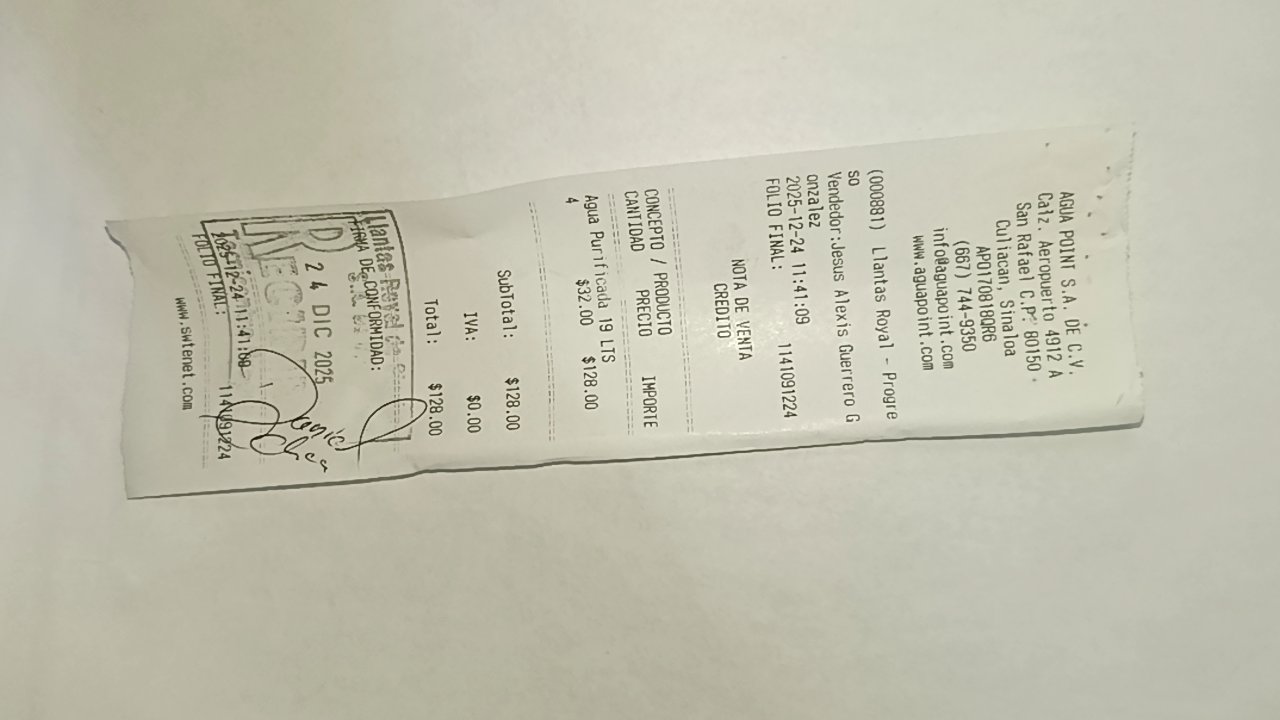 AGUA POINT S.A. DE C.V.
Calz. Aeropuerto 4912 A
San Rafael C.P. 80150
Culiacan, Sinaloa
APO170818QR6
(667) 744-9350
info@aguapoint.com
www.aguapoint.com
(000881) Llantas Royal - Progre
so
Vendedor:Jesus Alexis Guerrero G
onzalez
2025-12-24 11:41:09
FOLIO FINAL: 1141091224
NOTA DE VENTA
CREDITO
CONCEPTO / PRODUCTO
CANTIDAD PRECIO IMPORTE
Agua Purificada 19 LTS
4 $32.00 $128.00
SubTotal: $128.00
IVA: $0.00
Total: $128.00
Llantas Royal
FIRMA DE CONFORMIDAD:
24 DIC 2025
2025-12-24 11:41:09
FOLIO FINAL: 1141091224
www.swtenet.com